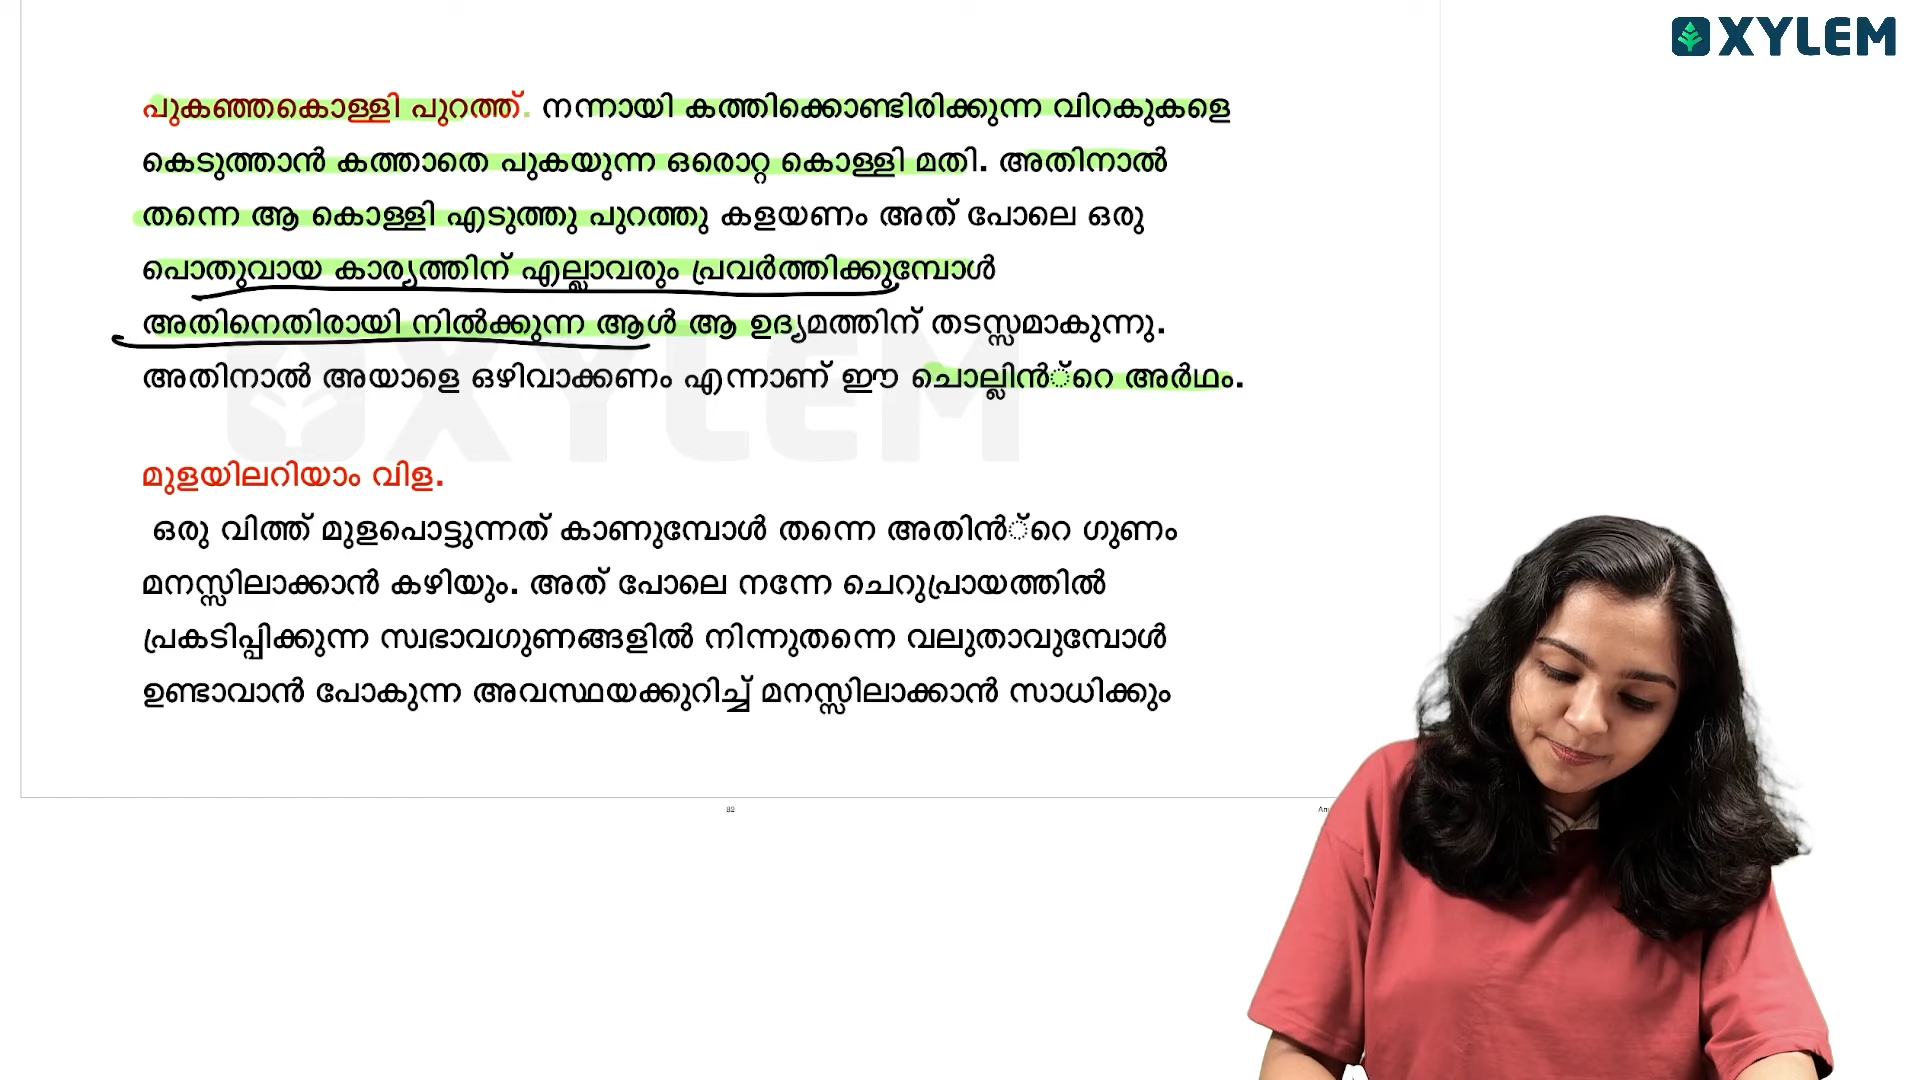 XYLEM
പുകഞ്ഞകൊള്ളി പുറത്ത്. നന്നായി കത്തിക്കൊണ്ടിരിക്കുന്ന വിറകുകളെ
കെടുത്താൻ കത്താതെ പുകയുന്ന ഒരൊറ്റ കൊള്ളി മതി. അതിനാൽ
തന്നെ ആ കൊള്ളി എടുത്തു പുറത്തു കളയണം അത് പോലെ ഒരു
പൊതുവായ കാര്യത്തിന് എല്ലാവരും പ്രവർത്തിക്കുമ്പോൾ
അതിനെതിരായി നിൽക്കുന്ന ആൾ ആ ഉദ്യമത്തിന് തടസ്സമാകുന്നു.
അതിനാൽ അയാളെ ഒഴിവാക്കണം എന്നാണ് ഈ ചൊല്ലിൻ്റെ അർഥം.
XYLEM
മുളയിലറിയാം വിള.
ഒരു വിത്ത് മുളപൊട്ടുന്നത് കാണുമ്പോൾ തന്നെ അതിൻ്റെ ഗുണം
മനസ്സിലാക്കാൻ കഴിയും. അത് പോലെ നന്നേ ചെറുപ്രായത്തിൽ
പ്രകടിപ്പിക്കുന്ന സ്വഭാവഗുണങ്ങളിൽ നിന്നുതന്നെ വലുതാവുമ്പോൾ
ഉണ്ടാവാൻ പോകുന്ന അവസ്ഥയക്കുറിച്ച് മനസ്സിലാക്കാൻ സാധിക്കും